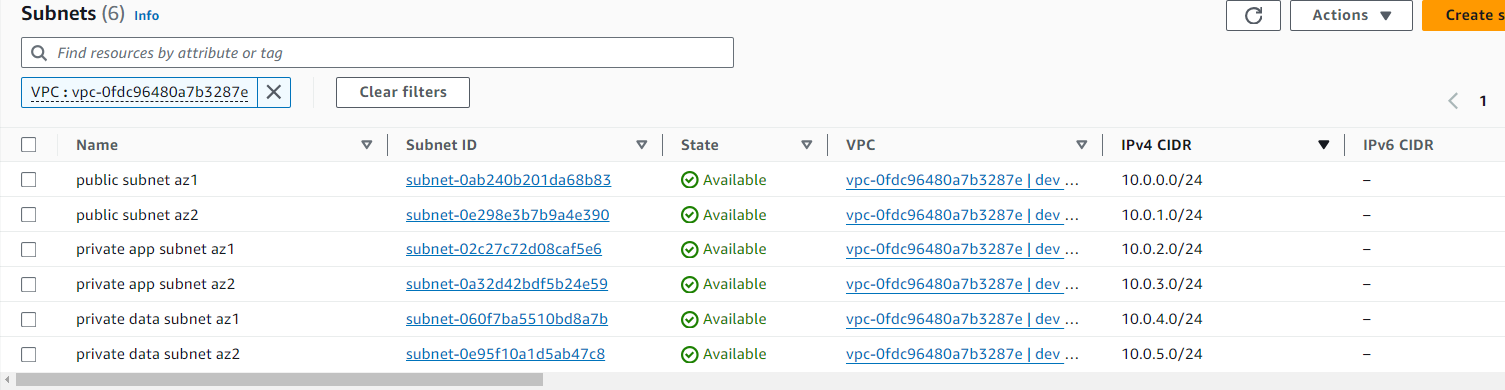 Subnets (6) Info
Actions
Create s
Find resources by attribute or tag
VPC : vpc-0fdc96480a7b3287e
Clear filters
1
Name Subnet ID State VPC IPv4 CIDR IPv6 CIDR
public subnet az1 subnet-0ab240b201da68b83 Available vpc-0fdc96480a7b3287e | dev ... 10.0.0.0/24 –
public subnet az2 subnet-0e298e3b7b9a4e390 Available vpc-0fdc96480a7b3287e | dev ... 10.0.1.0/24 –
private app subnet az1 subnet-02c27c72d08caf5e6 Available vpc-0fdc96480a7b3287e | dev ... 10.0.2.0/24 –
private app subnet az2 subnet-0a32d42bdf5b24e59 Available vpc-0fdc96480a7b3287e | dev ... 10.0.3.0/24 –
private data subnet az1 subnet-060f7ba5510bd8a7b Available vpc-0fdc96480a7b3287e | dev ... 10.0.4.0/24 –
private data subnet az2 subnet-0e95f10a1d5ab47c8 Available vpc-0fdc96480a7b3287e | dev ... 10.0.5.0/24 –